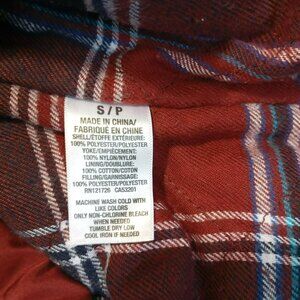 S/P
MADE IN CHINA/
FABRIQUÉ EN CHINE
SHELL/ÉTOFFE EXTÉRIEURE:
100% POLYESTER/POLYESTER
YOKE/EMPIÈCEMENT:
100% NYLON/NYLON
LINING/DOUBLURE:
100% COTTON/COTON
FILLING/GARNISSAGE:
100% POLYESTER/POLYESTER
RN121726 CA53201
MACHINE WASH COLD WITH
LIKE COLORS
ONLY NON-CHLORINE BLEACH
WHEN NEEDED
TUMBLE DRY LOW
COOL IRON IF NEEDED